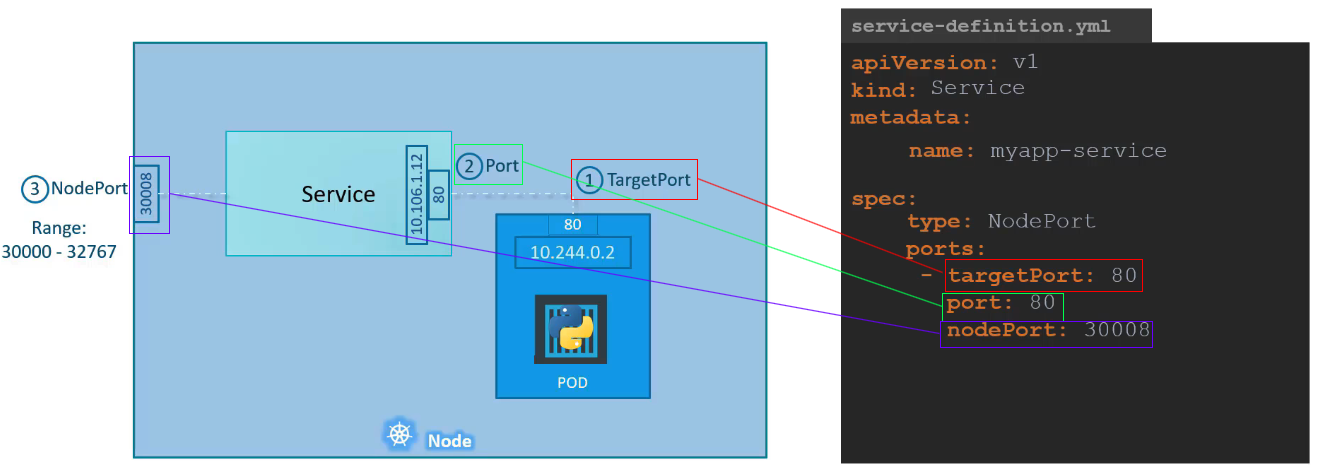 3 NodePort
Range:
30000 - 32767
30008
Service
10.106.1.12
80
2 Port
1 TargetPort
80
10.244.0.2
POD
Node
service-definition.yml
apiVersion: v1
kind: Service
metadata:
name: myapp-service
spec:
type: NodePort
ports:
- targetPort: 80
port: 80
nodePort: 30008